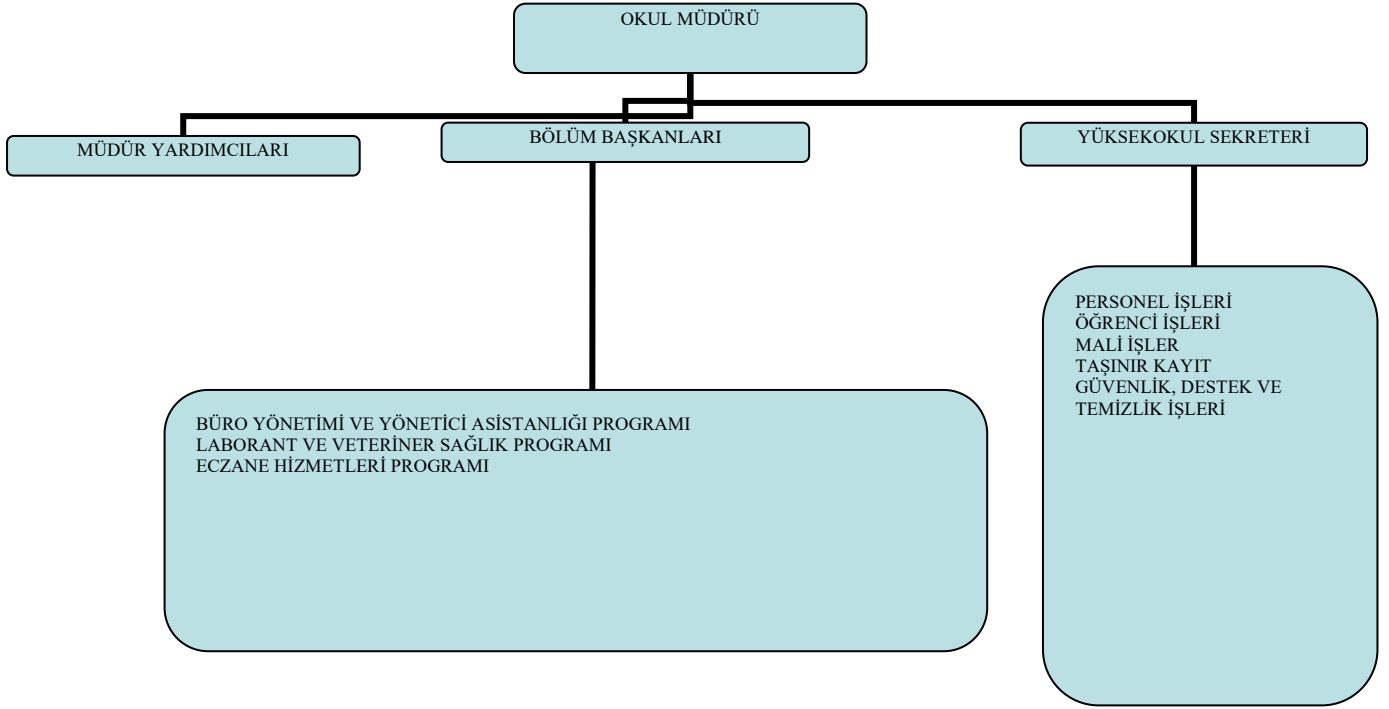 OKUL MÜDÜRÜ
MÜDÜR YARDIMCILARI
BÖLÜM BAŞKANLARI
YÜKSEKOKUL SEKRETERİ
BÜRO YÖNETİMİ VE YÖNETİCİ ASİSTANLIĞI PROGRAMI
LABORANT VE VETERİNER SAĞLIK PROGRAMI
ECZANE HİZMETLERİ PROGRAMI
PERSONEL İŞLERİ
ÖĞRENCİ İŞLERİ
MALİ İŞLER
TAŞINIR KAYIT
GÜVENLİK, DESTEK VE
TEMİZLİK İŞLERİ